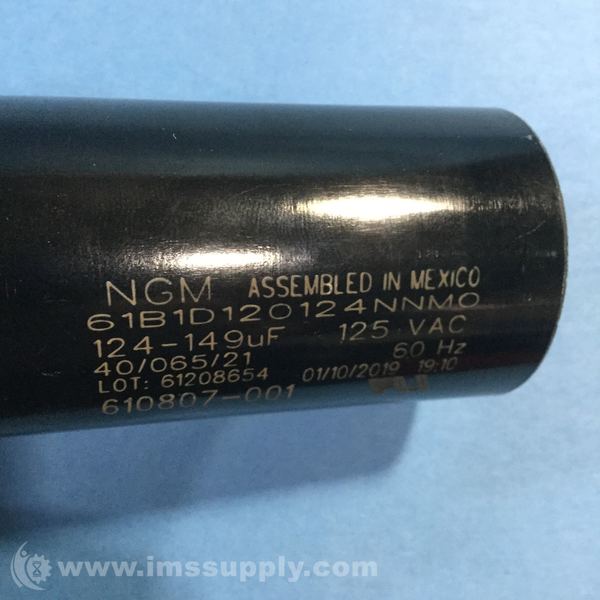 NGM ASSEMBLED IN MEXICO
61B1D120124NNM0
124-149uF 125 VAC
40/065/21 60 Hz
LOT: 61208654 01/10/2019 19:10
610807-001
www.imssupply.com